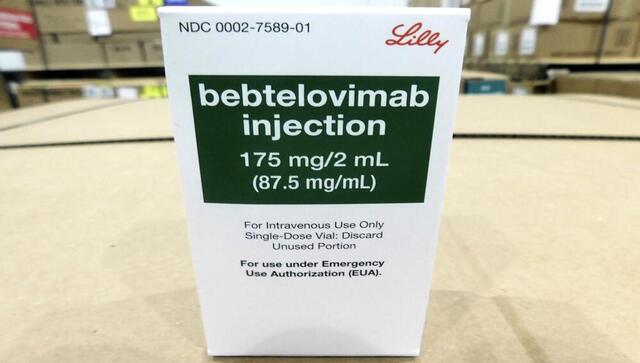 NDC 0002-7589-01
Lilly
bebtelovimab
injection
175 mg/2 mL
(87.5 mg/mL)
For Intravenous Use Only
Single-Dose Vial: Discard
Unused Portion
For use under Emergency
Use Authorization (EUA).